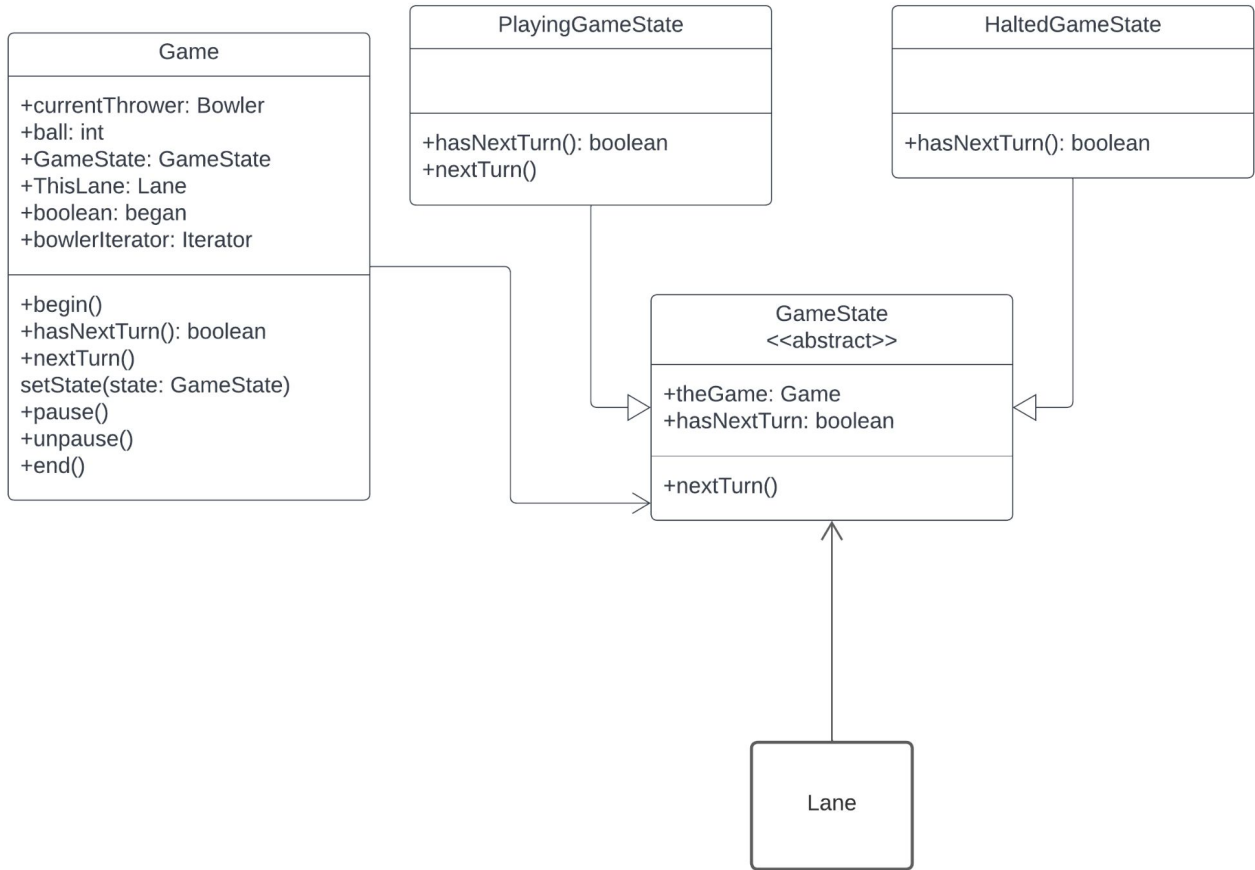 Game
+currentThrower: Bowler
+ball: int
+GameState: GameState
+ThisLane: Lane
+boolean: began
+bowlerIterator: Iterator
+begin()
+hasNextTurn(): boolean
+nextTurn()
setState(state: GameState)
+pause()
+unpause()
+end()
PlayingGameState
+hasNextTurn(): boolean
+nextTurn()
HaltedGameState
+hasNextTurn(): boolean
GameState
<<abstract>>
+theGame: Game
+hasNextTurn: boolean
+nextTurn()
Lane